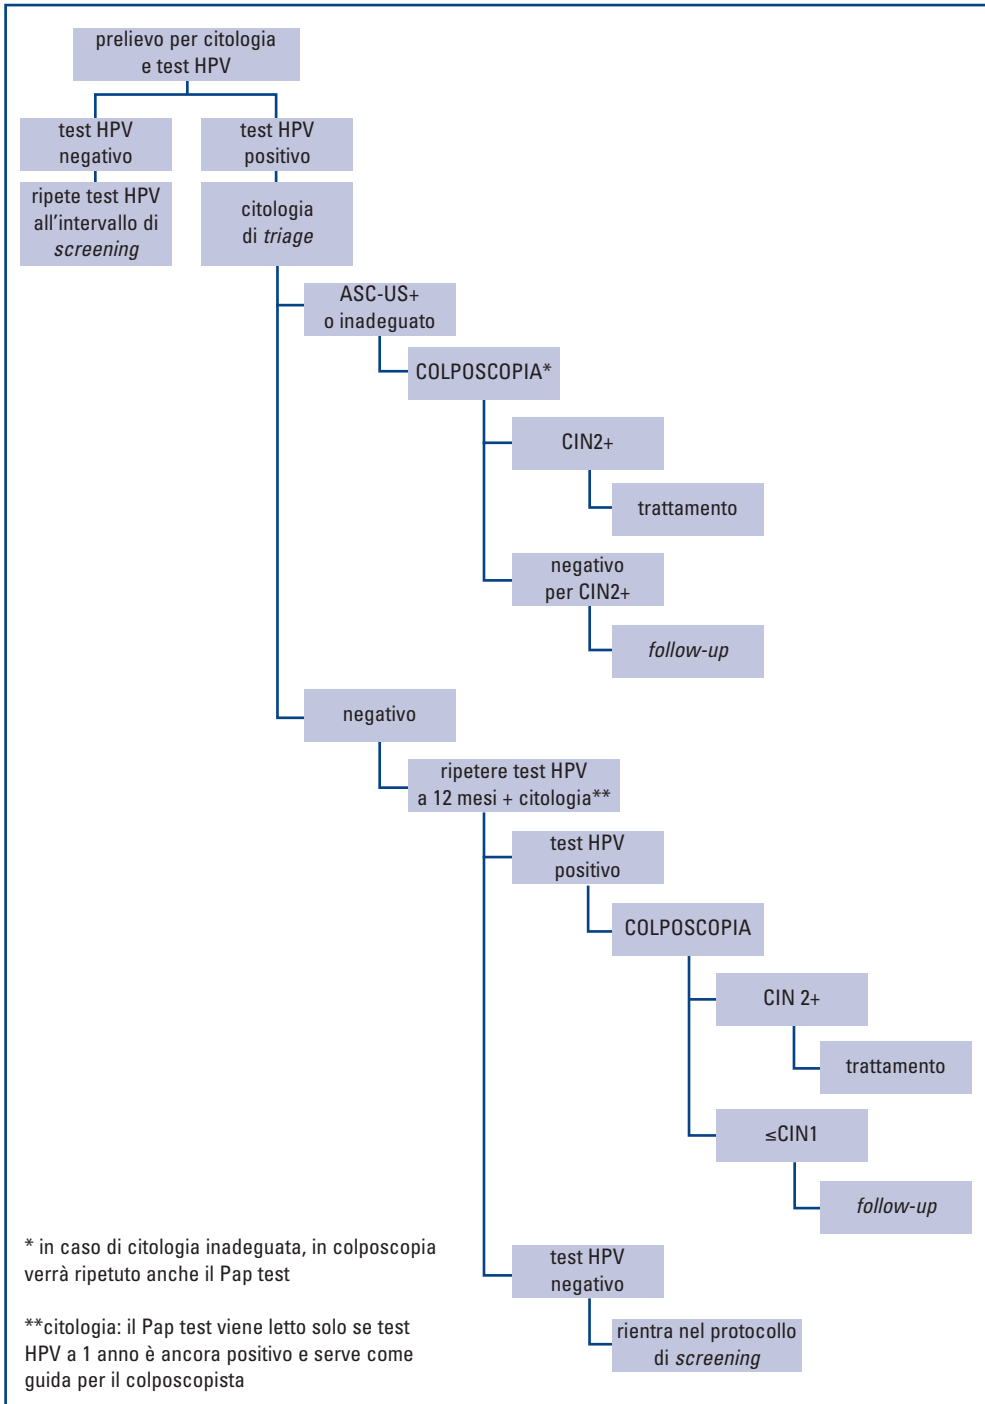 prelievo per citologia
e test HPV
test HPV
negativo
test HPV
positivo
ripete test HPV
all'intervallo di
screening
citologia
di triage
ASC-US+
o inadeguato
COLPOSCOPIA*
CIN2+
trattamento
negativo
per CIN2+
follow-up
negativo
ripetere test HPV
a 12 mesi + citologia**
test HPV
positivo
COLPOSCOPIA
CIN 2+
trattamento
≤CIN1
follow-up
test HPV
negativo
rientra nel protocollo
di screening
* in caso di citologia inadeguata, in colposcopia
verrà ripetuto anche il Pap test
**citologia: il Pap test viene letto solo se test
HPV a 1 anno è ancora positivo e serve come
guida per il colposcopista